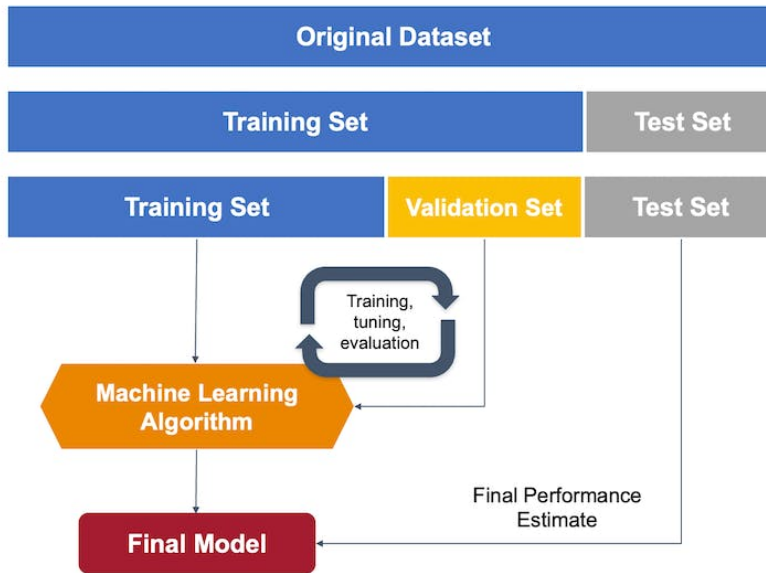 Original Dataset
Training Set
Test Set
Training Set
Validation Set
Test Set
Training,
tuning,
evaluation
Machine Learning
Algorithm
Final Performance
Estimate
Final Model